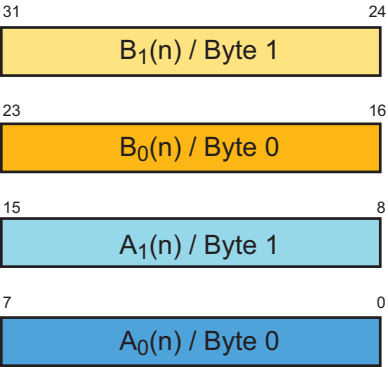 31 24
B₁(n) / Byte 1
23 16
B₀(n) / Byte 0
15 8
A₁(n) / Byte 1
7 0
A₀(n) / Byte 0